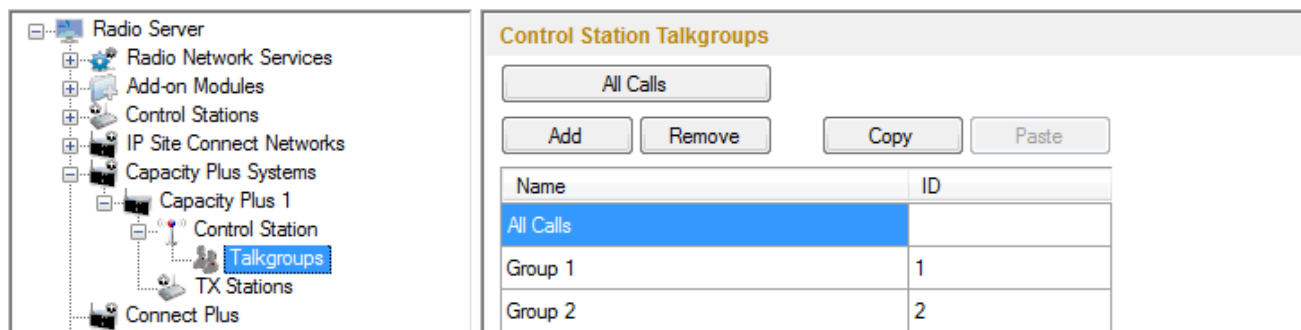 Radio Server
Radio Network Services
Add-on Modules
Control Stations
IP Site Connect Networks
Capacity Plus Systems
Capacity Plus 1
Control Station
Talkgroups
TX Stations
Connect Plus
Control Station Talkgroups
All Calls
Add Remove Copy Paste
Name ID
All Calls
Group 1 1
Group 2 2